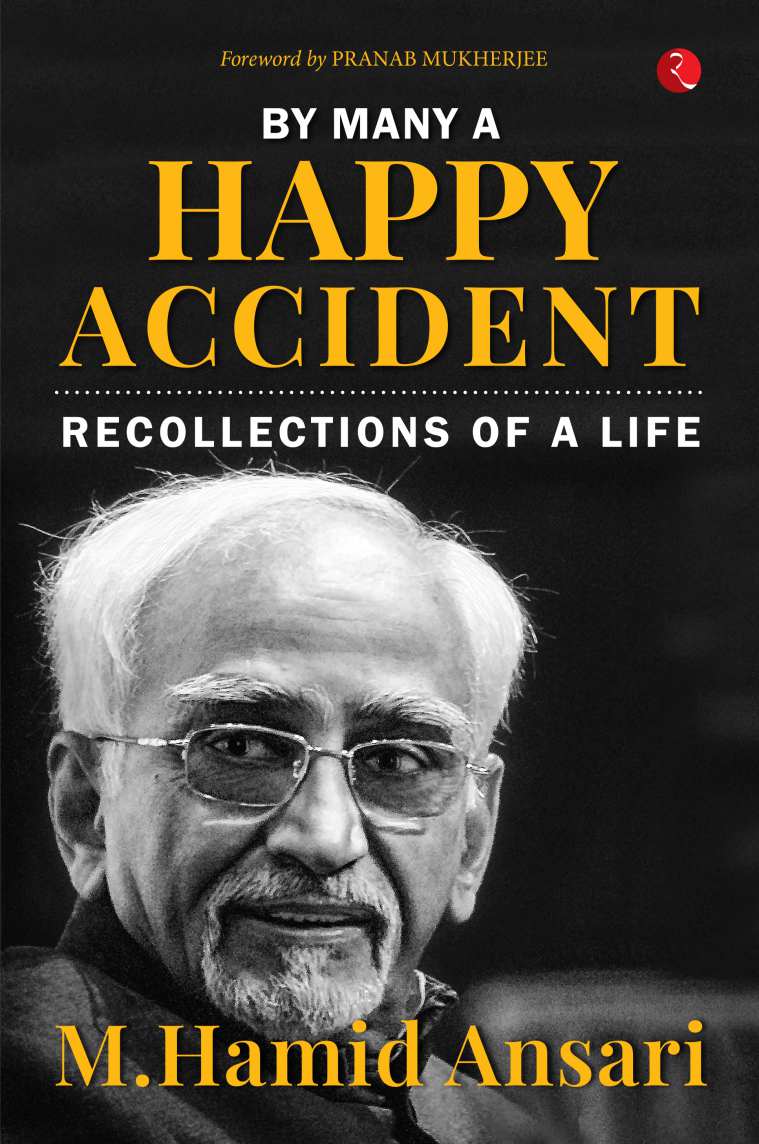 Foreword by PRANAB MUKHERJEE
BY MANY A
HAPPY
ACCIDENT
RECOLLECTIONS OF A LIFE
M.Hamid Ansari